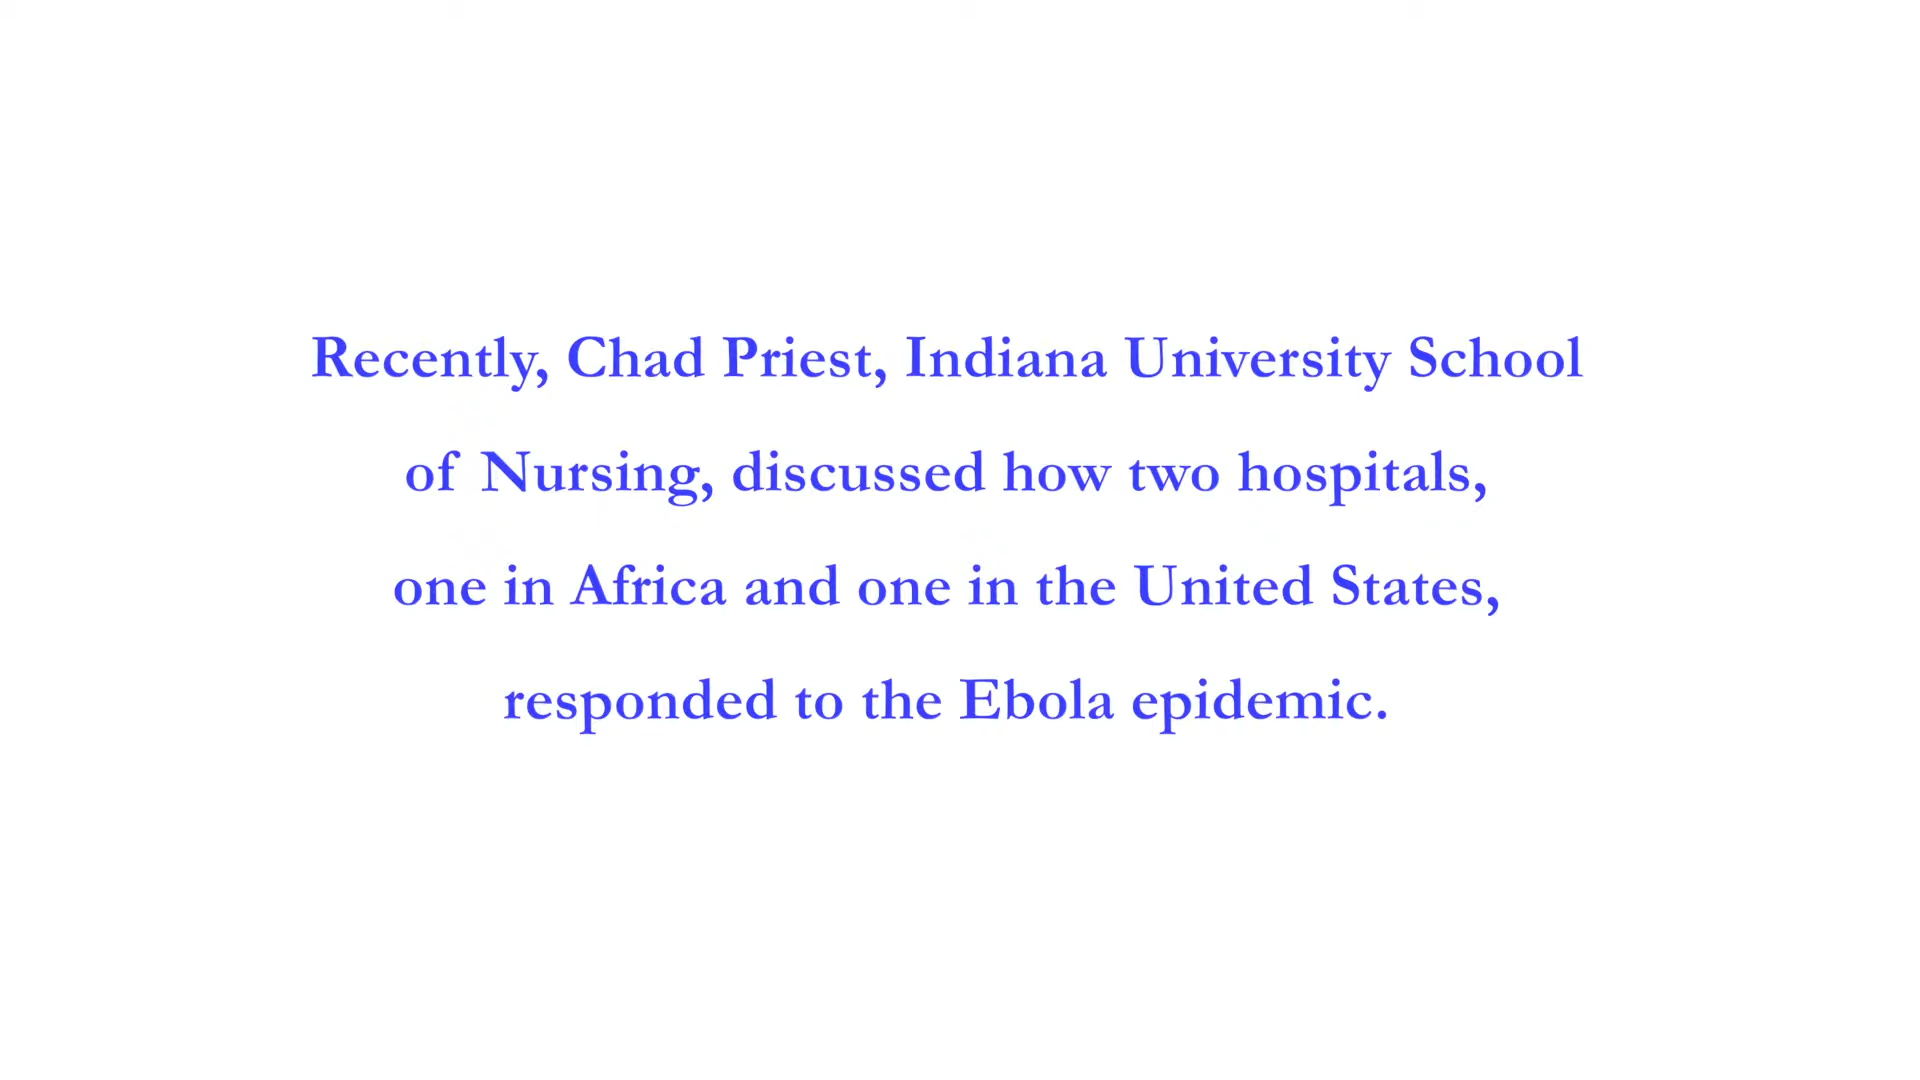 Recently, Chad Priest, Indiana University School
of Nursing, discussed how two hospitals,
one in Africa and one in the United States,
responded to the Ebola epidemic.